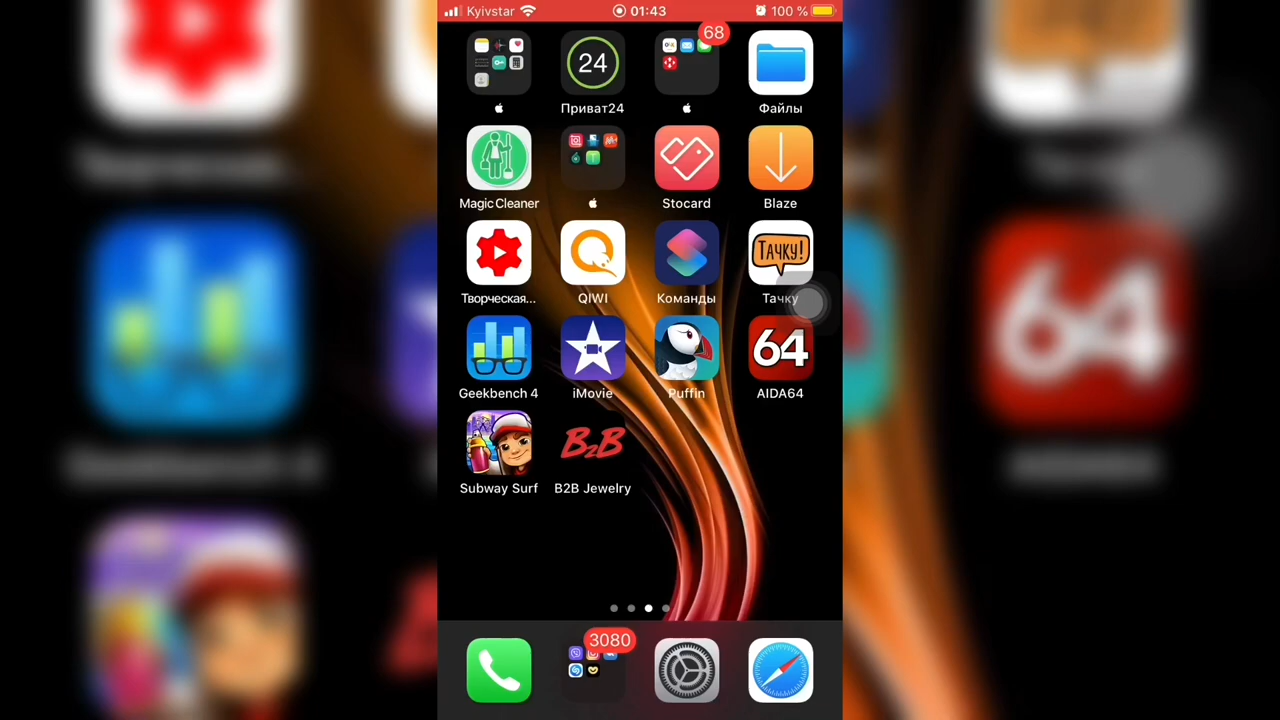 Kyivstar 01:43 100 %
68
24
Приват24 Файлы
Magic Cleaner Stocard Blaze
ТАЧКУ!
Творческая... QIWI Команды Тачку
64
Geekbench 4 iMovie Puffin AIDA64
B2B
Subway Surf B2B Jewelry
3080
64